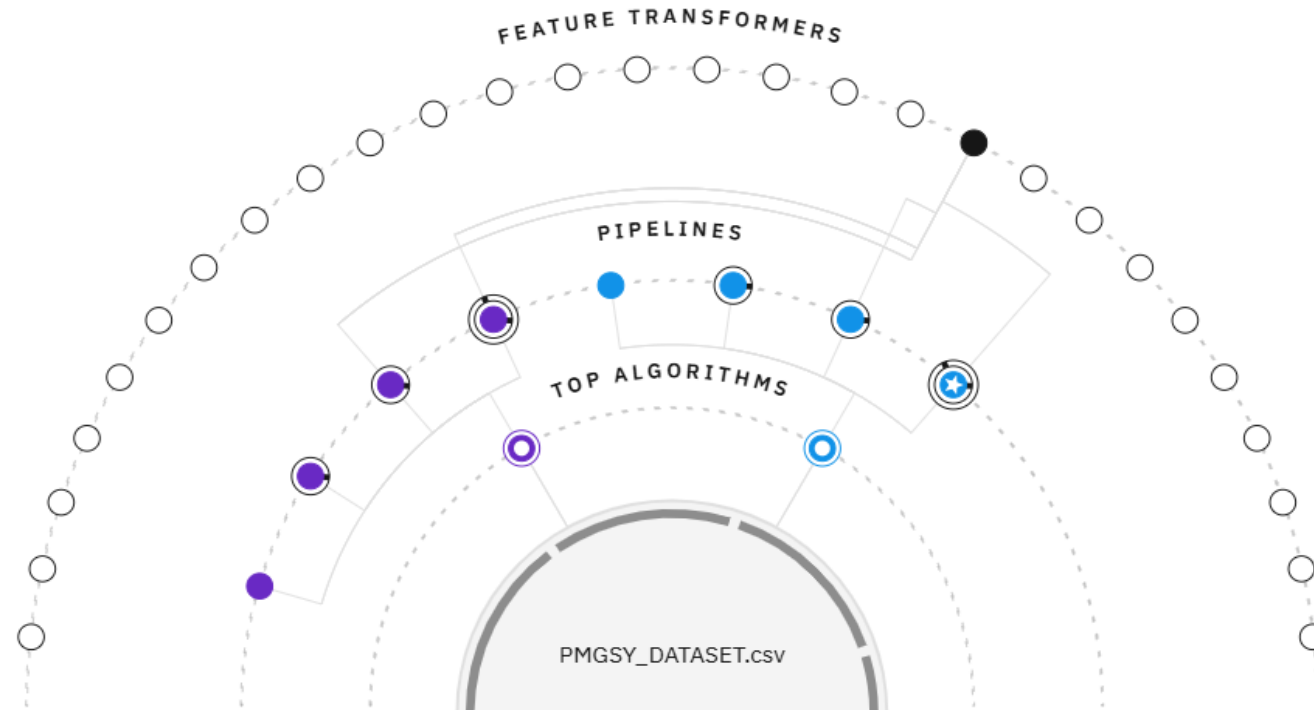 FEATURE TRANSFORMERS
PIPELINES
TOP ALGORITHMS
PMGSY_DATASET.csv